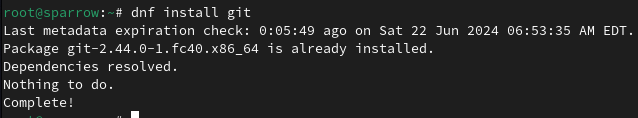 root@sparrow:~# dnf install git
Last metadata expiration check: 0:05:49 ago on Sat 22 Jun 2024 06:53:35 AM EDT.
Package git-2.44.0-1.fc40.x86_64 is already installed.
Dependencies resolved.
Nothing to do.
Complete!
root@sparrow:~#